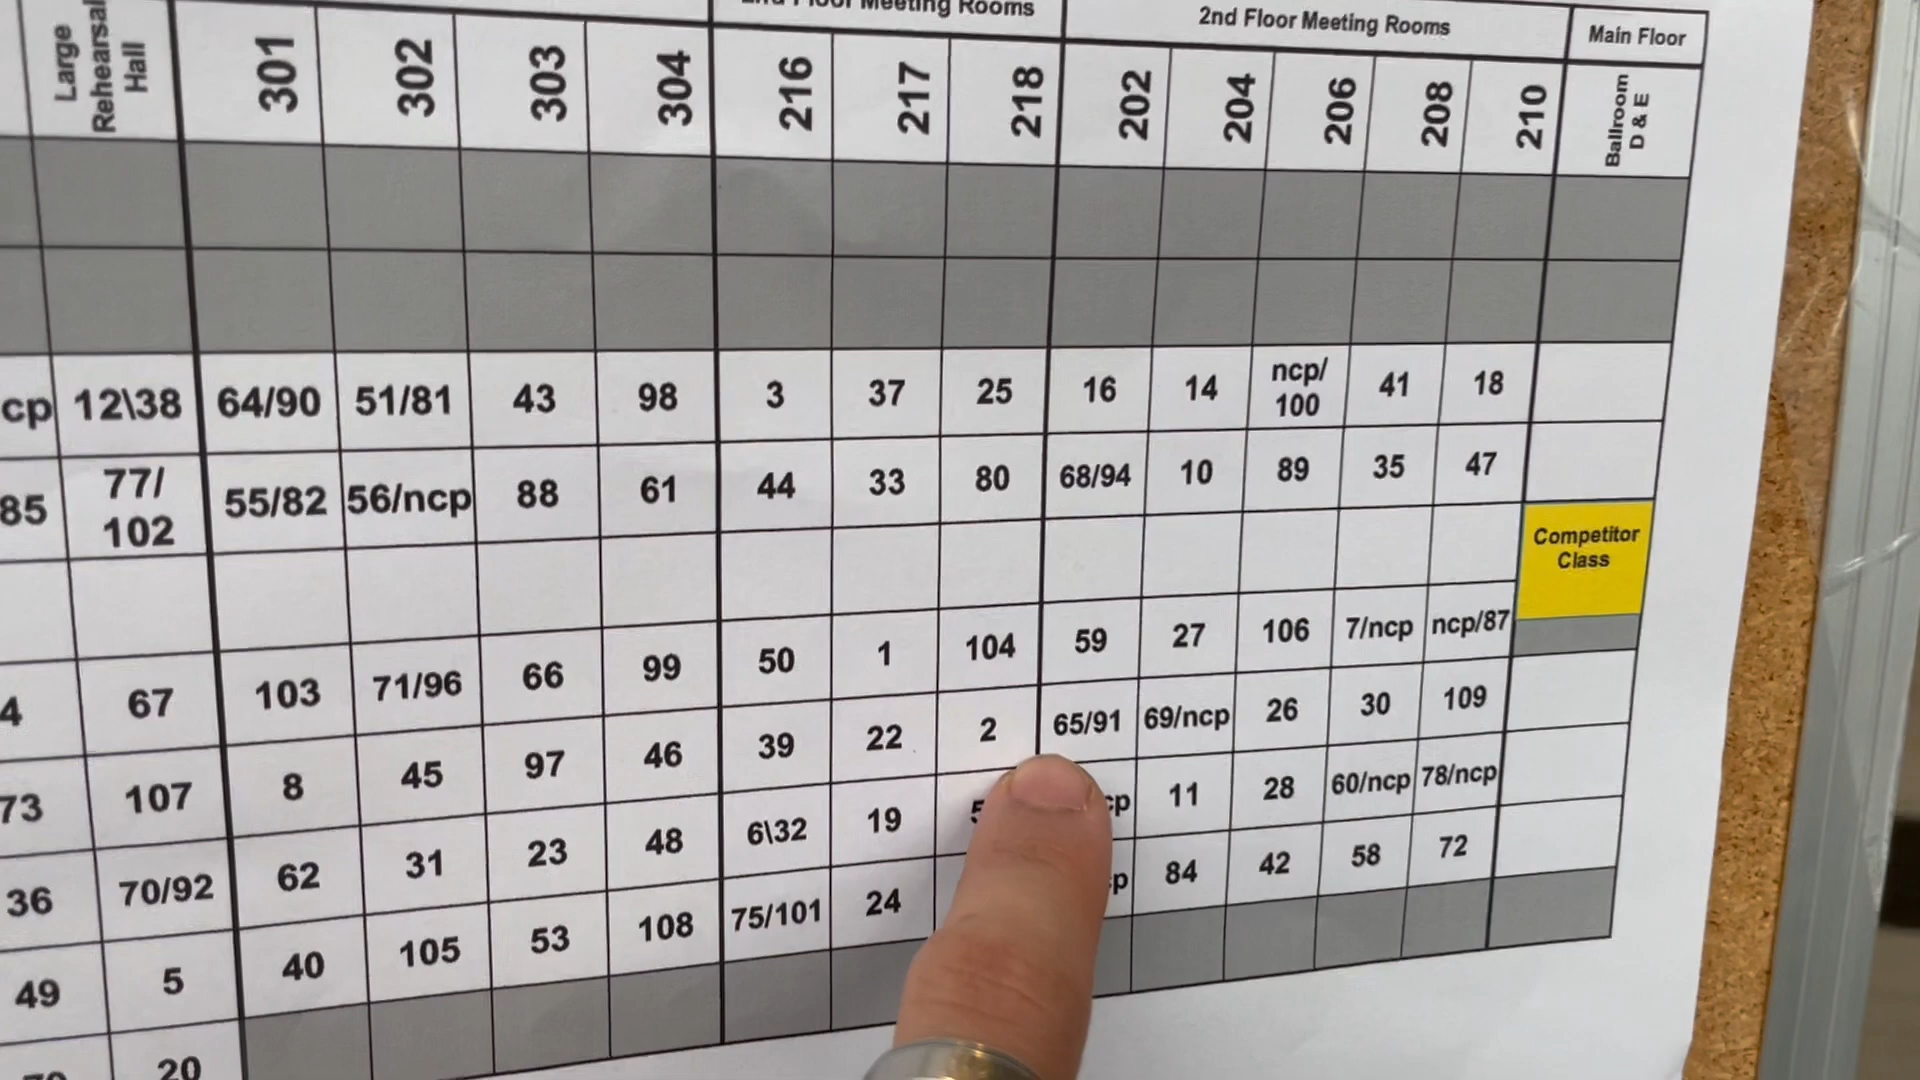 2nd Floor Meeting Rooms 2nd Floor Meeting Rooms Main Floor
Large Rehearsal Hall 301 302 303 304 216 217 218 202 204 206 208 210 Ballroom D & E
cp 12\38 64/90 51/81 43 98 3 37 25 16 14 ncp/ 100 41 18
85 77/ 102 55/82 56/ncp 88 61 44 33 80 68/94 10 89 35 47
Competitor
Class
4 67 103 71/96 66 99 50 1 104 59 27 106 7/ncp ncp/87
73 107 8 45 97 46 39 22 2 65/91 69/ncp 26 30 109
36 70/92 62 31 23 48 6\32 19 11 28 60/ncp 78/ncp
49 5 40 105 53 108 75/101 24 84 42 58 72
20